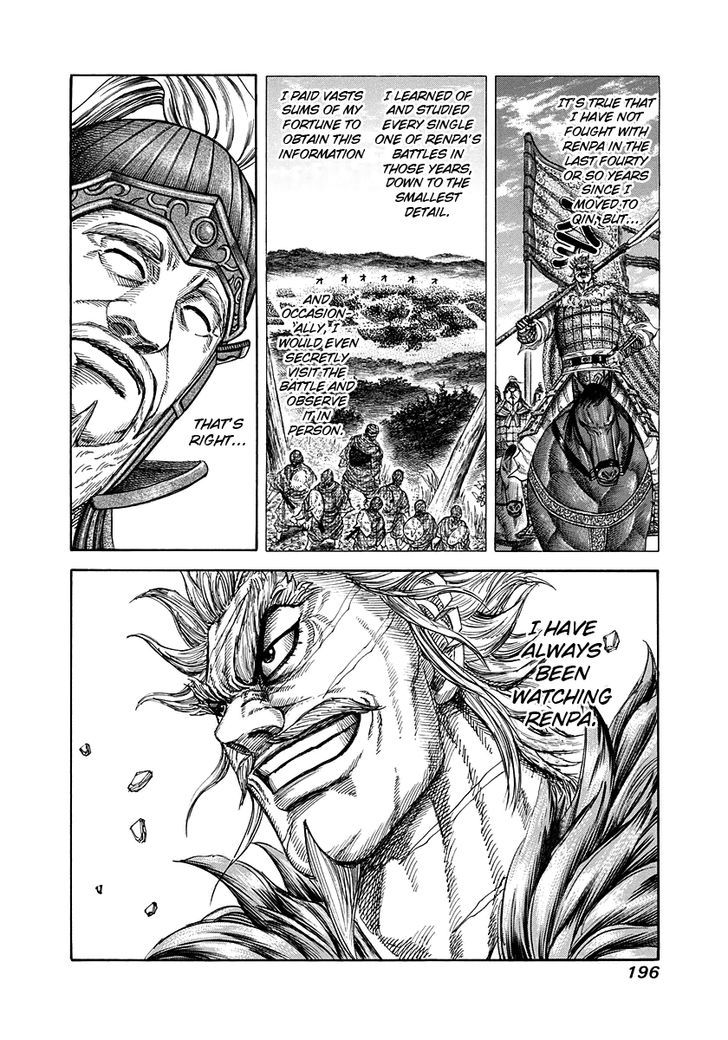 IT'S TRUE THAT
I HAVE NOT
FOUGHT WITH
RENPA IN THE
LAST FOURTY
OR SO YEARS
SINCE I
MOVED TO
QIN, BUT...
I LEARNED OF
AND STUDIED
EVERY SINGLE
ONE OF RENPA'S
BATTLES IN
THOSE YEARS,
DOWN TO THE
SMALLEST
DETAIL.
I PAID VASTS
SUMS OF MY
FORTUNE TO
OBTAIN THIS
INFORMATION
AND
OCCASION-
ALLY, I
WOULD EVEN
SECRETLY
VISIT THE
BATTLE AND
OBSERVE
IT IN
PERSON.
THAT'S
RIGHT...
I HAVE
ALWAYS
BEEN
WATCHING
RENPA.
196